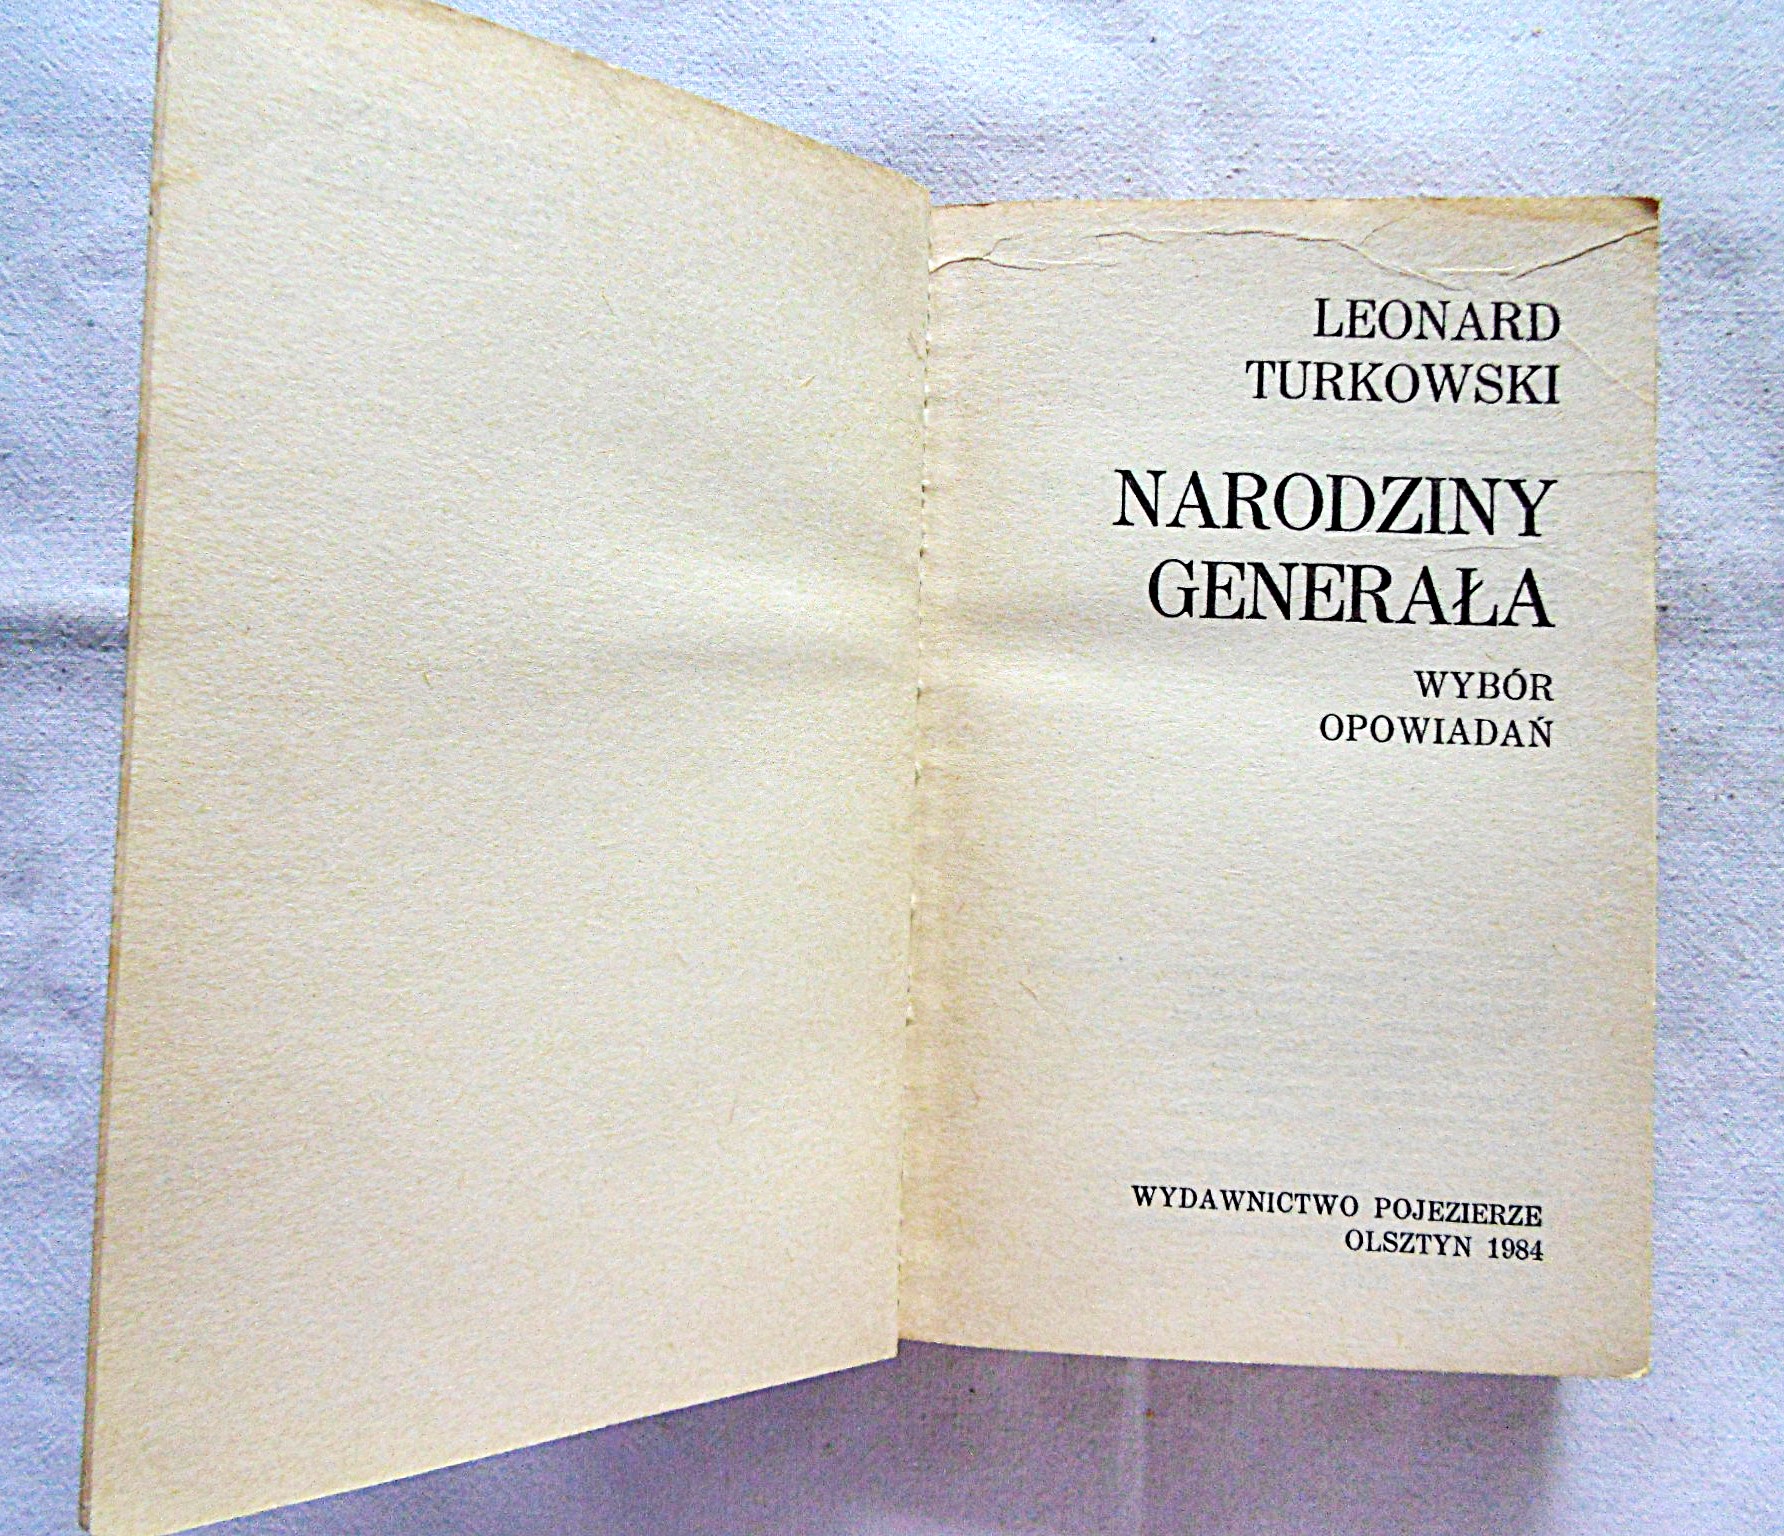 LEONARD
TURKOWSKI
NARODZINY
GENERAŁA
WYBÓR
OPOWIADAŃ
WYDAWNICTWO POJEZIERZE
OLSZTYN 1984